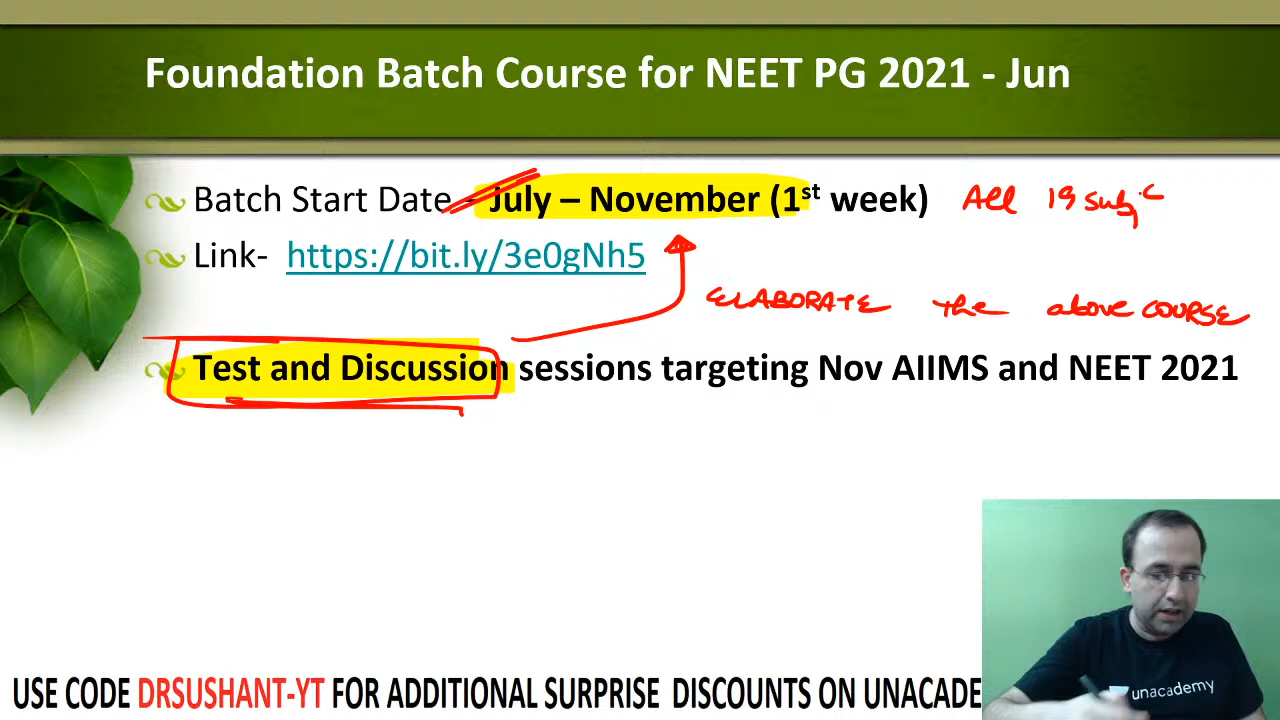 Foundation Batch Course for NEET PG 2021 - Jun
Batch Start Date - July – November (1st week) All 19 subj
Link- https://bit.ly/3e0gNh5
ELABORATE the above COURSE
Test and Discussion sessions targeting Nov AIIMS and NEET 2021
unacademy
USE CODE DRSUSHANT-YT FOR ADDITIONAL SURPRISE DISCOUNTS ON UNACADE